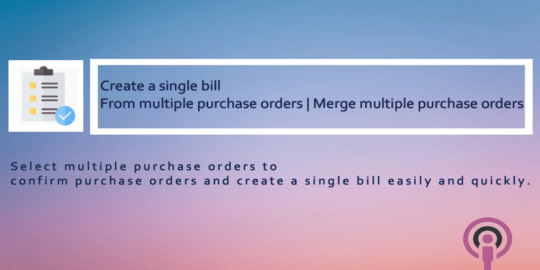 Create a single bill
From multiple purchase orders | Merge multiple purchase orders
Select multiple purchase orders to
confirm purchase orders and create a single bill easily and quickly.